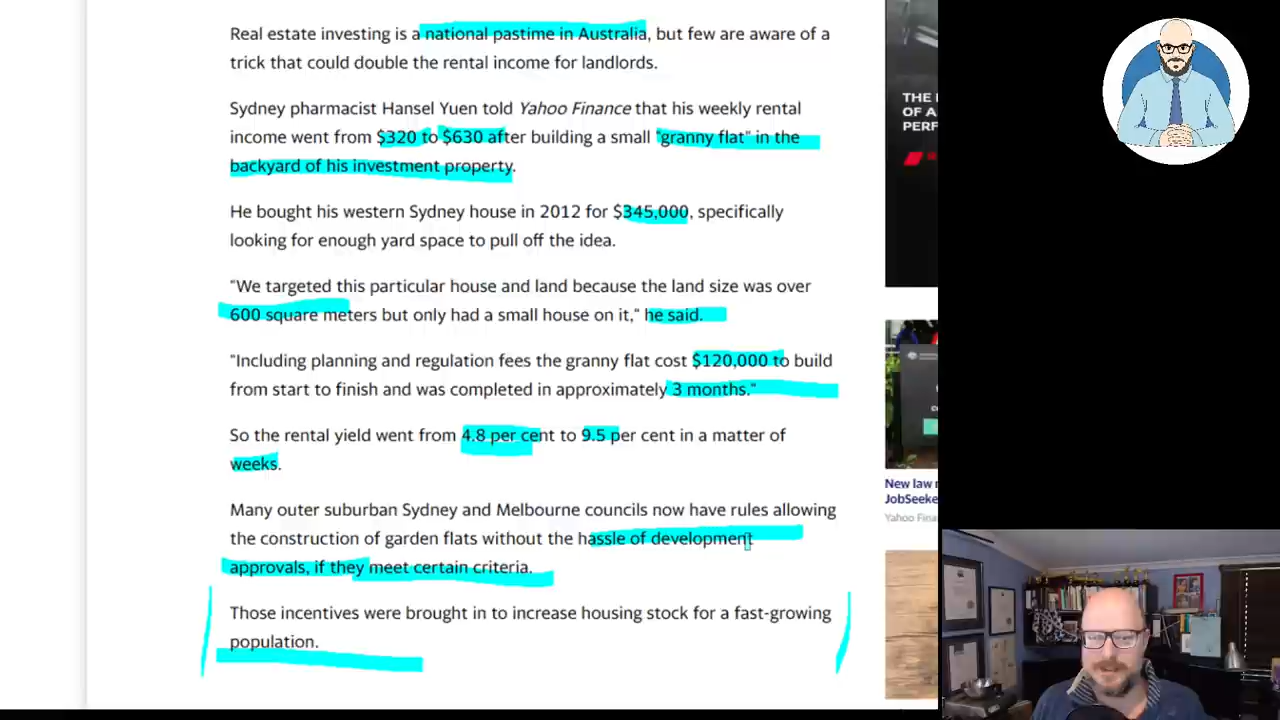 Real estate investing is a national pastime in Australia, but few are aware of a
trick that could double the rental income for landlords.
Sydney pharmacist Hansel Yuen told Yahoo Finance that his weekly rental
income went from $320 to $630 after building a small "granny flat" in the
backyard of his investment property.
He bought his western Sydney house in 2012 for $345,000, specifically
looking for enough yard space to pull off the idea.
"We targeted this particular house and land because the land size was over
600 square meters but only had a small house on it," he said.
"Including planning and regulation fees the granny flat cost $120,000 to build
from start to finish and was completed in approximately 3 months."
So the rental yield went from 4.8 per cent to 9.5 per cent in a matter of
weeks.
Many outer suburban Sydney and Melbourne councils now have rules allowing
the construction of garden flats without the hassle of development
approvals, if they meet certain criteria.
Those incentives were brought in to increase housing stock for a fast-growing
population.
THE
OF A
PERF
New law
JobSeeke
Yahoo Fina